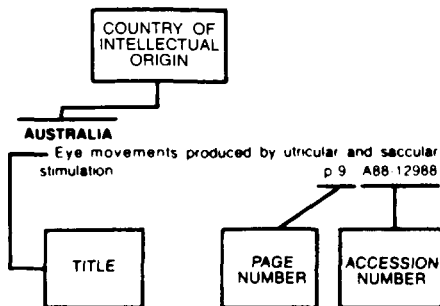 COUNTRY OF
INTELLECTUAL
ORIGIN
AUSTRALIA
Eye movements produced by utricular and saccular
stimulation p 9 A88-12988
TITLE
PAGE
NUMBER
ACCESSION
NUMBER